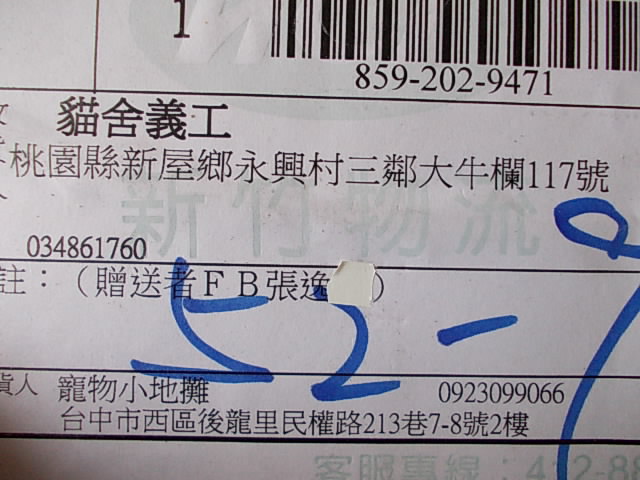 1
859-202-9471
貓舍義工
桃園縣新屋鄉永興村三鄰大牛欄117號
新竹物流
034861760
註：（贈送者ＦＢ張逸 ）
52-9
貨人 寵物小地攤 0923099066
台中市西區後龍里民權路213巷7-8號2樓
客服專線：412-88